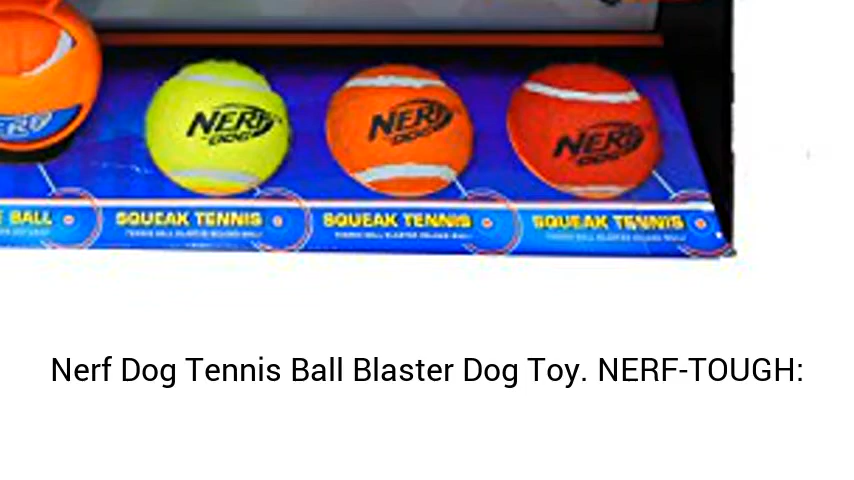 NERF DOG
NERF DOG
NERF DOG
ERF
E BALL
SQUEAK TENNIS
SQUEAK TENNIS
SQUEAK TENNIS
Nerf Dog Tennis Ball Blaster Dog Toy. NERF-TOUGH: